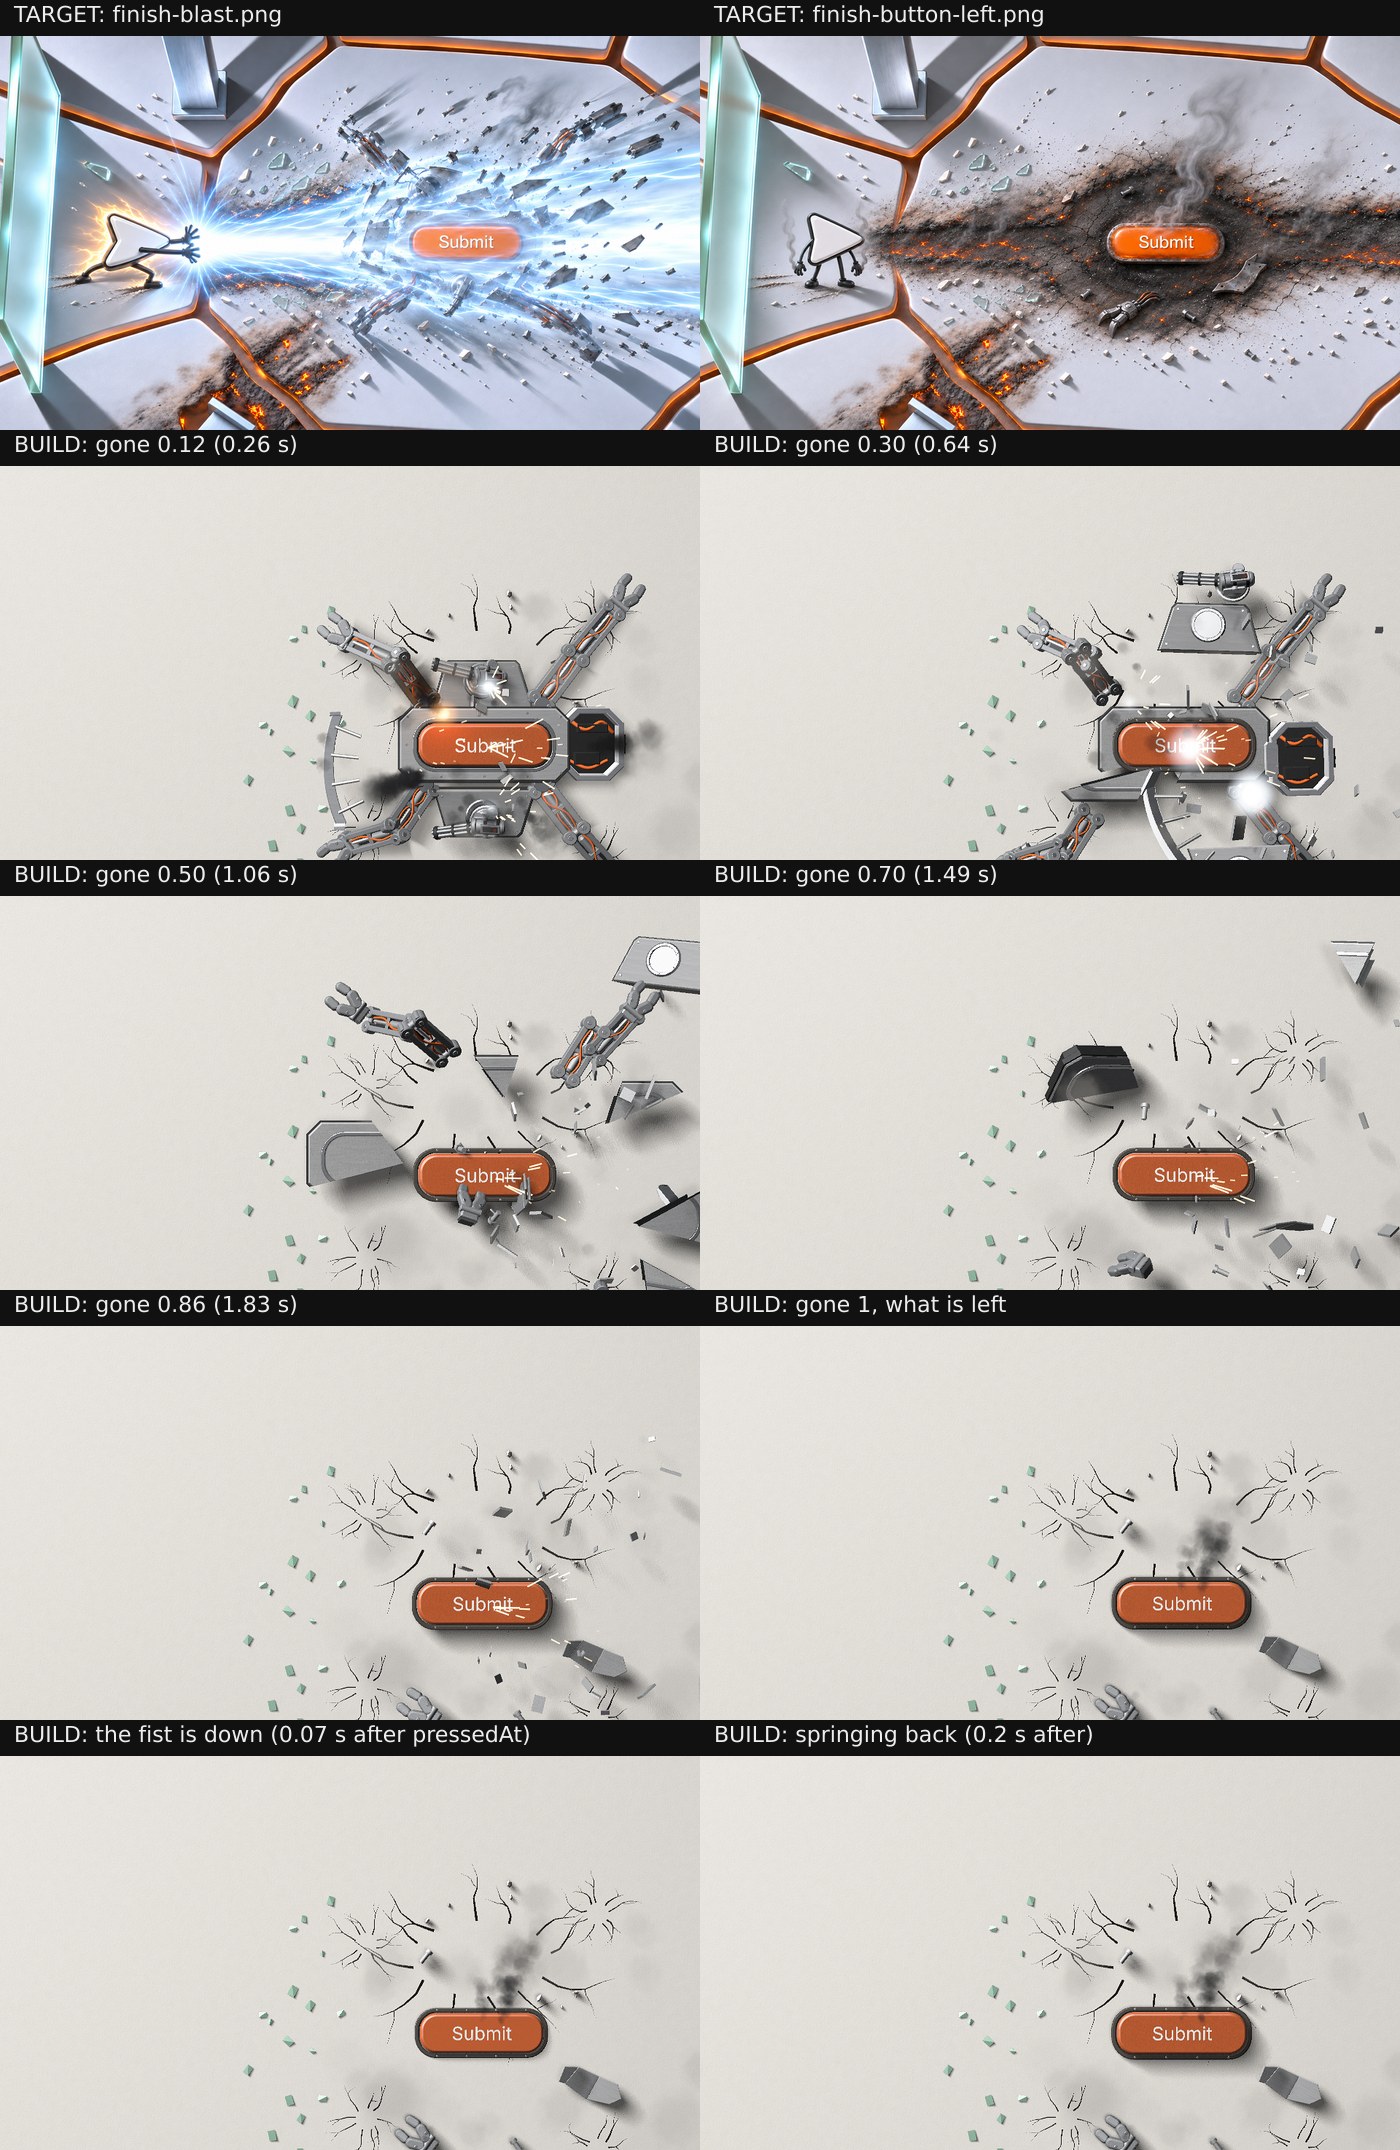 TARGET: finish-blast.png
TARGET: finish-button-left.png
Submit
Submit
BUILD: gone 0.12 (0.26 s)
BUILD: gone 0.30 (0.64 s)
Submit
Submit
BUILD: gone 0.50 (1.06 s)
BUILD: gone 0.70 (1.49 s)
Submit
Submit
BUILD: gone 0.86 (1.83 s)
BUILD: gone 1, what is left
Submit
Submit
BUILD: the fist is down (0.07 s after pressedAt)
BUILD: springing back (0.2 s after)
Submit
Submit